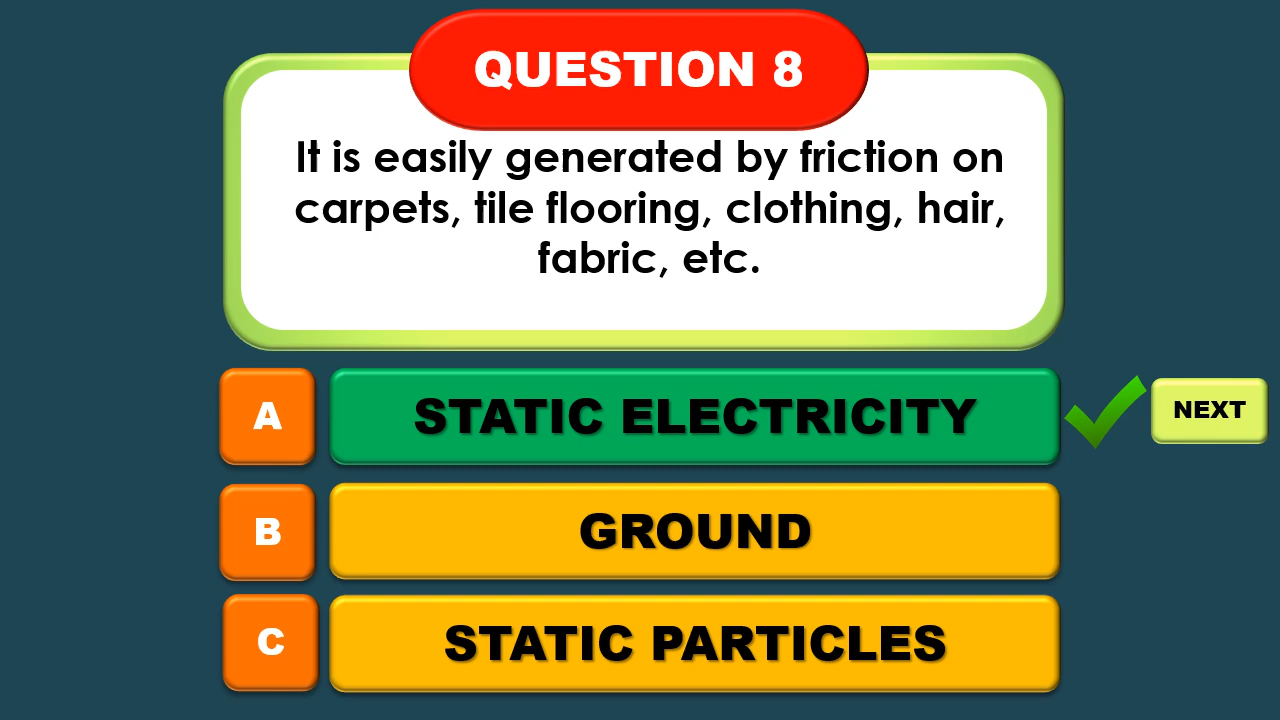 QUESTION 8
It is easily generated by friction on
carpets, tile flooring, clothing, hair,
fabric, etc.
A
STATIC ELECTRICITY
NEXT
B
GROUND
C
STATIC PARTICLES